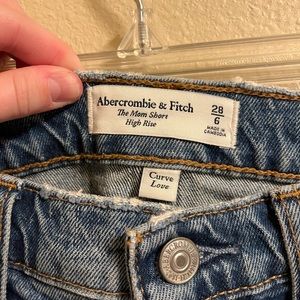 Abercrombie & Fitch
The Mom Short
High Rise
28
6
MADE IN
CAMBODIA
Curve
Love